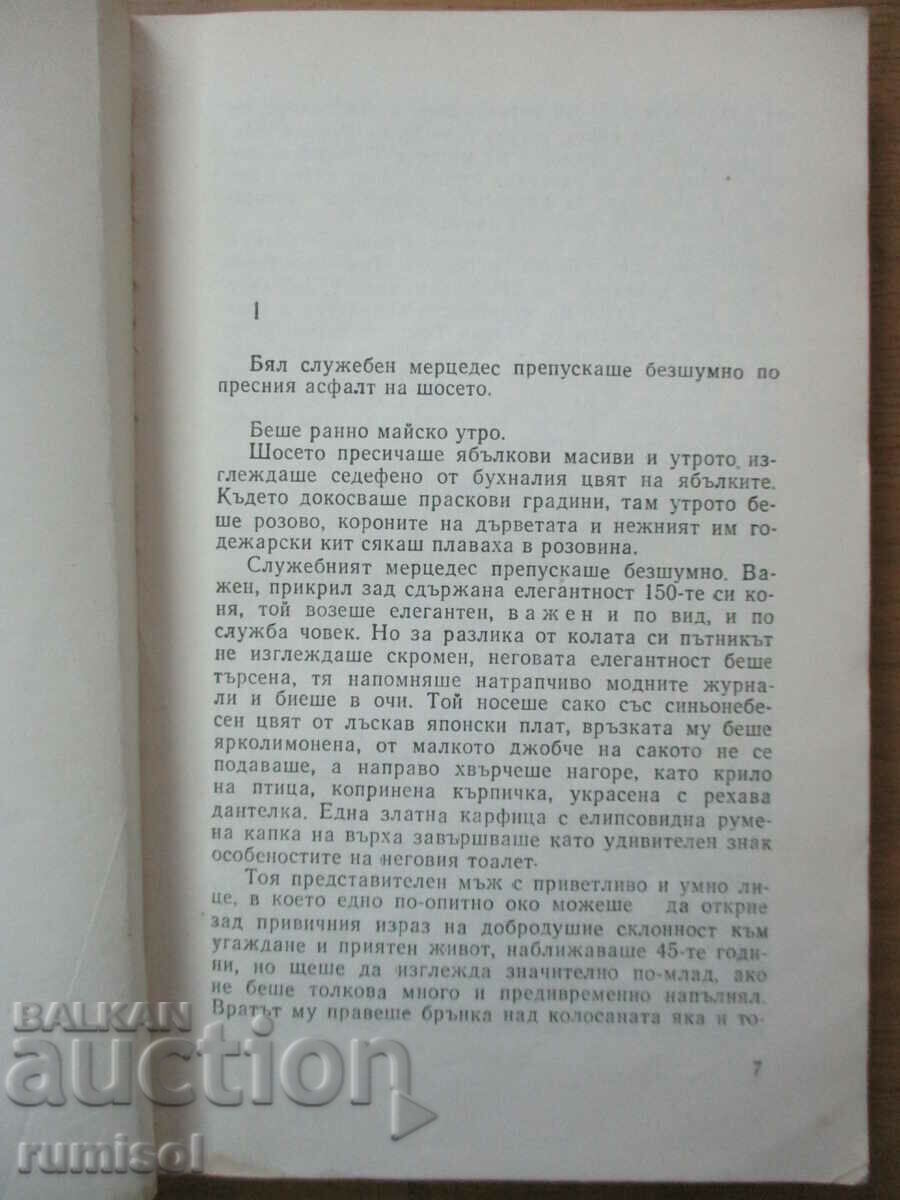 I
Бял служебен мерцедес препускаше безшумно по
пресния асфалт на шосето.
Беше ранно майско утро.
Шосето пресичаше ябълкови масиви и утрото из-
глеждаше седефено от бухналия цвят на ябълките.
Където докосваше праскови градини, там утрото бе-
ше розово, короните на дърветата и нежният им го-
дежарски кит сякаш плаваха в розовина.
Служебният мерцедес препускаше безшумно. Ва-
жен, прикрил зад сдържана елегантност 150-те си ко-
ня, той возеше елегантен, важен и по вид, и по
служба човек. Но за разлика от колата си пътникът
не изглеждаше скромен, неговата елегантност беше
търсена, тя напомняше натрапчиво модните журна-
ли и биеше в очи. Той носеше сако със синьонебе-
сен цвят от лъскав японски плат, връзката му беше
ярколимонена, от малкото джобче на сакото не се
подаваше, а направо хвърчеше нагоре, като крило
на птица, копринена кърпичка, украсена с рехава
дантелка. Една златна карфица с елипсовидна руме-
на капка на върха завършваше като удивителен знак
особеностите на неговия тоалет.
Тоя представителен мъж с приветливо и умно ли-
це, в което едно по-опитно око можеше да открие
зад привичния израз на добродушие склонност към
угаждане и приятен живот, наближаваше 45-те годи-
ни, но щеше да изглежда значително по-млад, ако
не беше толкова много и предивременно напълнял.
Вратът му правеше брънка над колосаната яка и то-
7
BALKAN
auction
rumisol